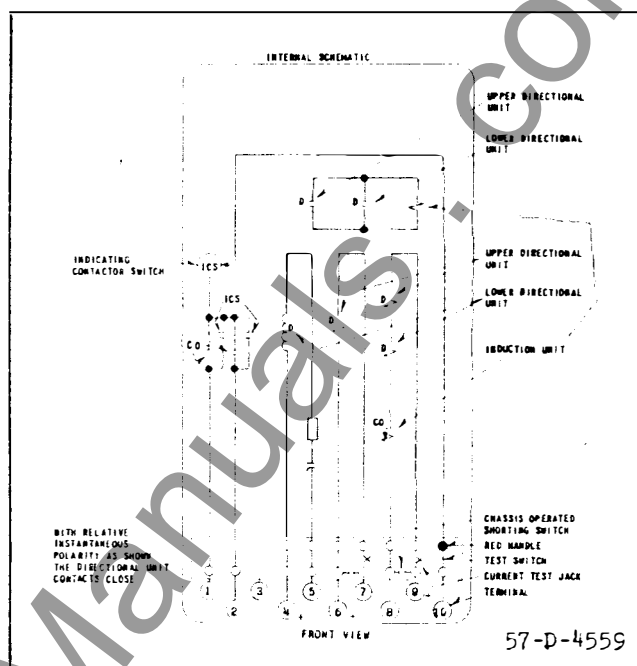 INTERNAL SCHEMATIC
UPPER DIRECTIONAL
UNIT
LOWER DIRECTIONAL
UNIT
D
D
INDICATING
CONTACTOR SWITCH
ICS
UPPER DIRECTIONAL
UNIT
LOWER DIRECTIONAL
UNIT
ICS
D
D
D
D
CO
INDUCTION UNIT
CO
WITH RELATIVE
INSTANTANEOUS
POLARITY AS SHOWN
THE DIRECTIONAL UNIT
CONTACTS CLOSE
CHASSIS OPERATED
SHORTING SWITCH
RED HANDLE
TEST SWITCH
CURRENT TEST JACK
TERMINAL
1
3
5
7
9
2
4 +
6 +
8
10
FRONT VIEW
57-D-4559
Manuals.com